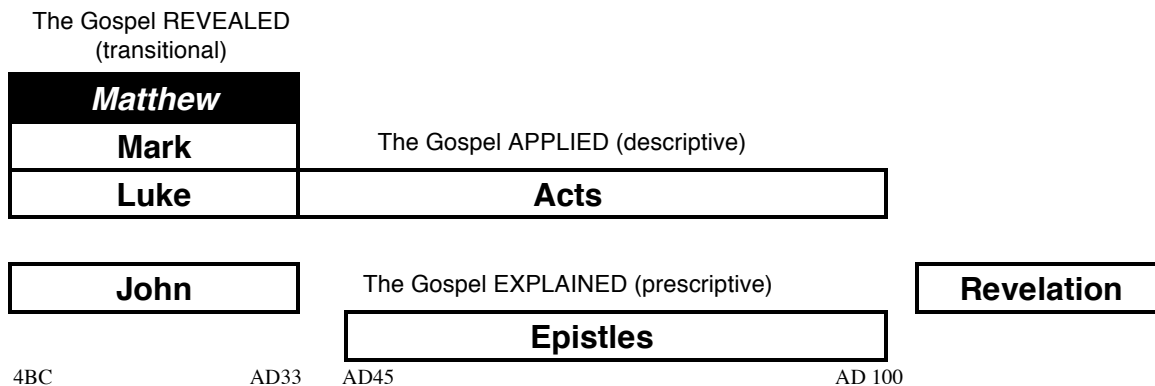 The Gospel REVEALED
(transitional)
Matthew
Mark
The Gospel APPLIED (descriptive)
Luke
Acts
John
The Gospel EXPLAINED (prescriptive)
Revelation
Epistles
4BC
AD33
AD45
AD 100